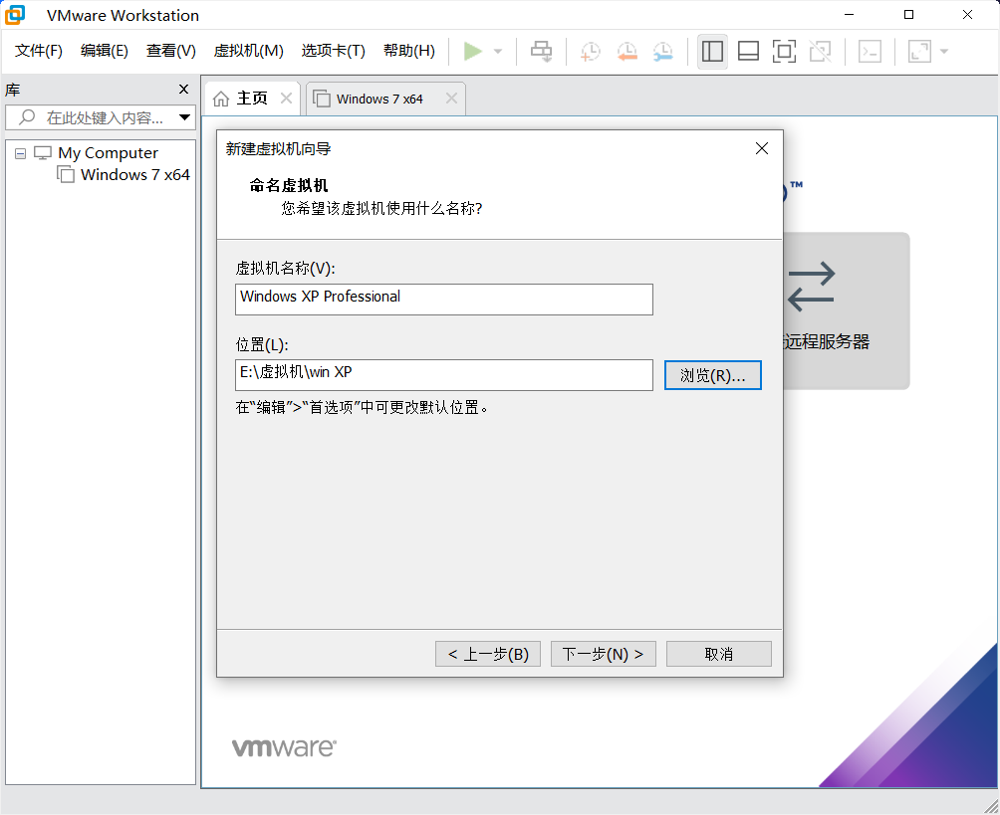 VMware Workstation
文件(F) 编辑(E) 查看(V) 虚拟机(M) 选项卡(T) 帮助(H)
库
主页
Windows 7 x64
在此处键入内容...
My Computer
Windows 7 x64
™
新建虚拟机向导
命名虚拟机
您希望该虚拟机使用什么名称?
虚拟机名称(V):
Windows XP Professional
位置(L):
E:\虚拟机\win XP
浏览(R)...
在“编辑”>“首选项”中可更改默认位置。
< 上一步(B)
下一步(N) >
取消
远程服务器
vmware